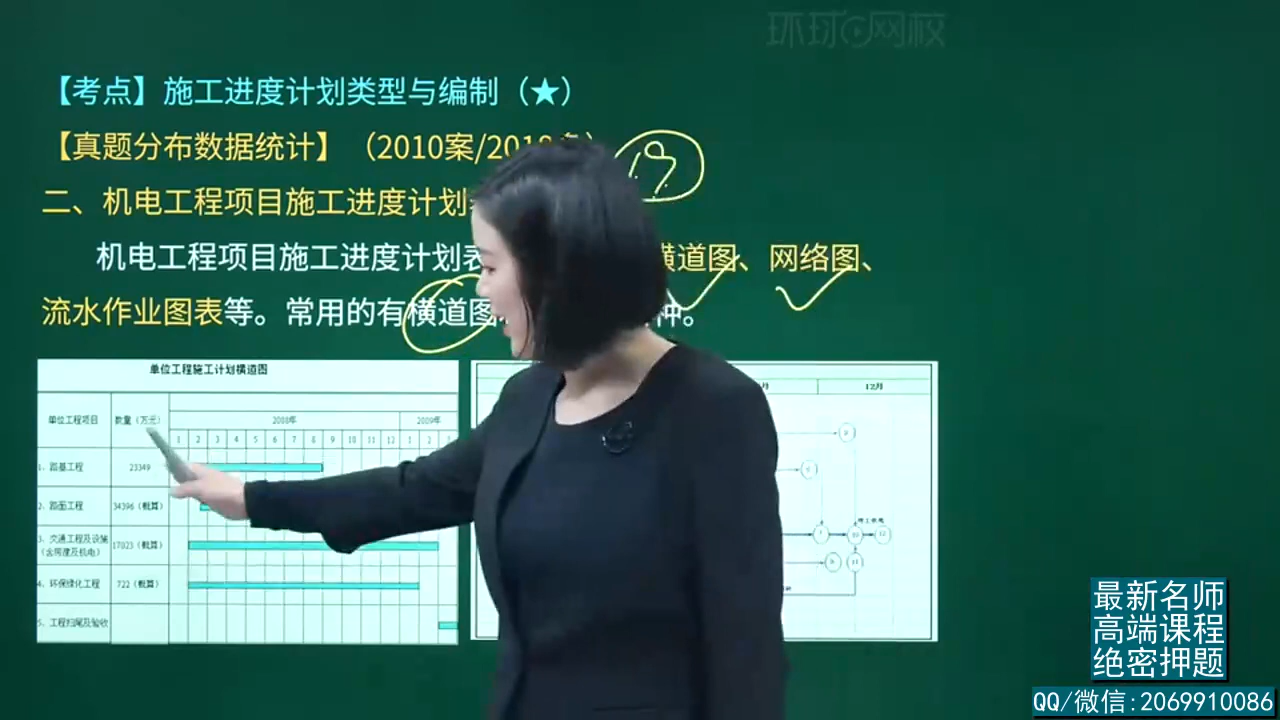 环球网校
【考点】施工进度计划类型与编制（★）
【真题分布数据统计】（2010案/201
19
二、机电工程项目施工进度计划
机电工程项目施工进度计划表 横道图、网络图、
流水作业图表等。常用的有横道图 种。
单位工程施工计划横道图
单位工程项目 数量（万元） 2008年 2009年
1 2 3 4 5 6 7 8 9 10 11 12 1 2
1、路基工程 23349
2、路面工程 34396（概算）
3、交通工程及设施 17023（概算）
（含房建及机电）
4、环保绿化工程 722（概算）
5、工程扫尾及验收
月 12月
最新名师
高端课程
绝密押题
QQ/微信:2069910086